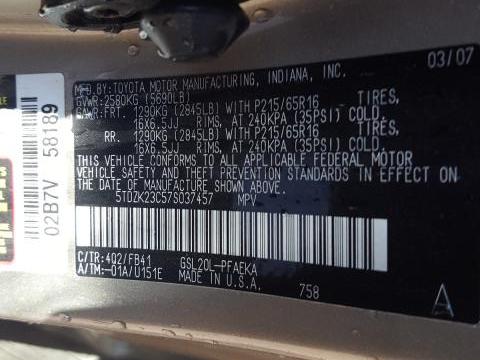 MFD.BY:TOYOTA MOTOR MANUFACTURING, INDIANA, INC. 03/07
GVWR:2580KG(5690LB)
GAWR:FRT. 1290KG(2845LB) WITH P215/65R16 TIRES,
16X6.5JJ RIMS, AT 240KPA(35PSI) COLD.
RR 1290KG(2845LB) WITH P215/65R16 TIRES,
16X6.5JJ RIMS, AT 240KPA(35PSI) COLD.
THIS VEHICLE CONFORMS TO ALL APPLICABLE FEDERAL MOTOR
VEHICLE SAFETY AND THEFT PREVENTION STANDARDS IN EFFECT
ON THE DATE OF MANUFACTURE SHOWN ABOVE.
5TDZK23C57S037457 MPV
C/TR:4Q2/FB41 GSL20L-PFAEKA
A/TM:-01A/U151E MADE IN U.S.A.
758
A
02B7V 58189